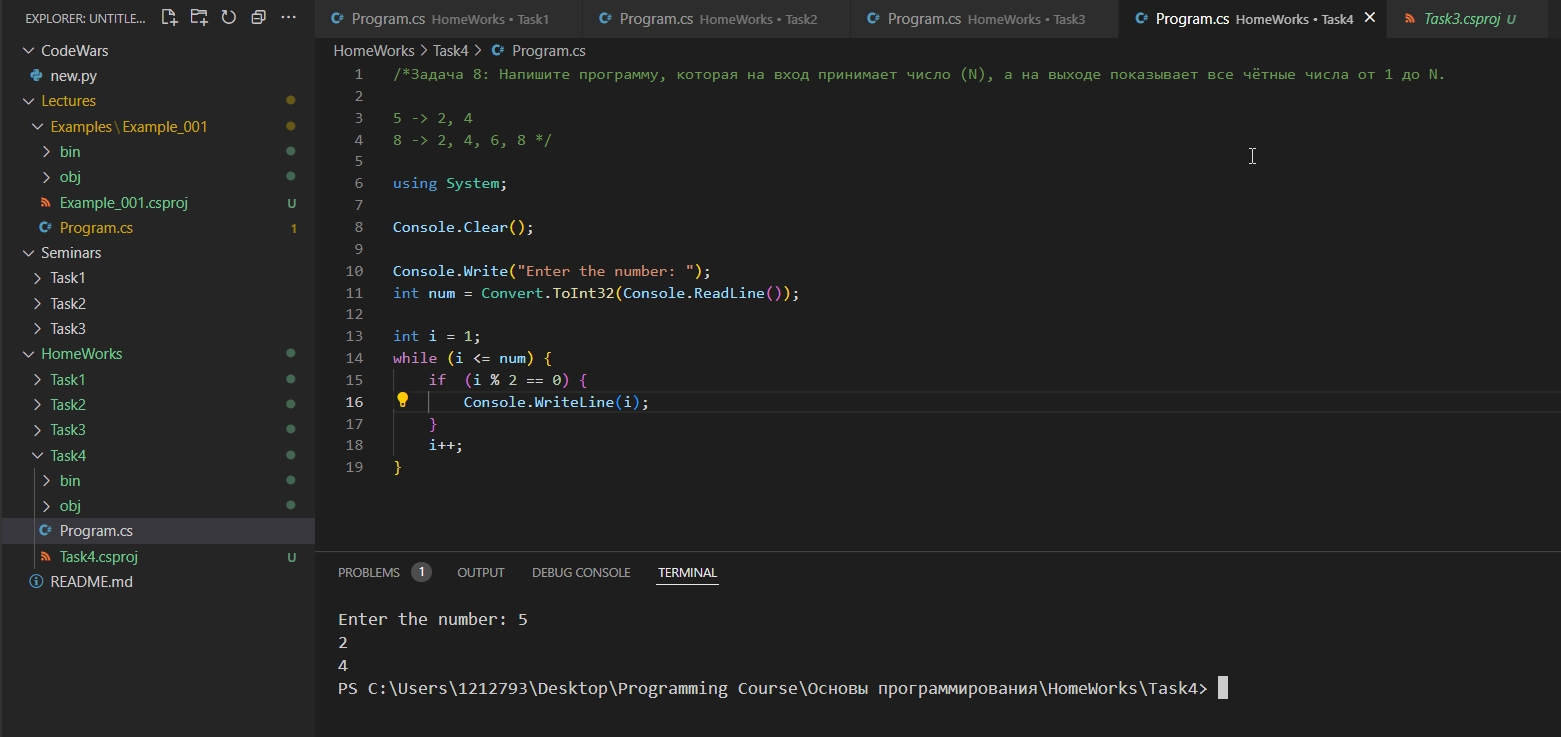 EXPLORER: UNTITLE...
CodeWars
new.py
Lectures
Examples\Example_001
bin
obj
Example_001.csproj U
Program.cs 1
Seminars
Task1
Task2
Task3
HomeWorks
Task1
Task2
Task3
Task4
bin
obj
Program.cs
Task4.csproj U
README.md
Program.cs HomeWorks • Task1 Program.cs HomeWorks • Task2 Program.cs HomeWorks • Task3 Program.cs HomeWorks • Task4 Task3.csproj U
HomeWorks > Task4 > Program.cs
1 /*Задача 8: Напишите программу, которая на вход принимает число (N), а на выходе показывает все чётные числа от 1 до N.
2
3 5 -> 2, 4
4 8 -> 2, 4, 6, 8 */
5
6 using System;
7
8 Console.Clear();
9
10 Console.Write("Enter the number: ");
11 int num = Convert.ToInt32(Console.ReadLine());
12
13 int i = 1;
14 while (i <= num) {
15 if (i % 2 == 0) {
16 Console.WriteLine(i);
17 }
18 i++;
19 }
PROBLEMS 1 OUTPUT DEBUG CONSOLE TERMINAL
Enter the number: 5
2
4
PS C:\Users\1212793\Desktop\Programming Course\Основы программирования\HomeWorks\Task4>